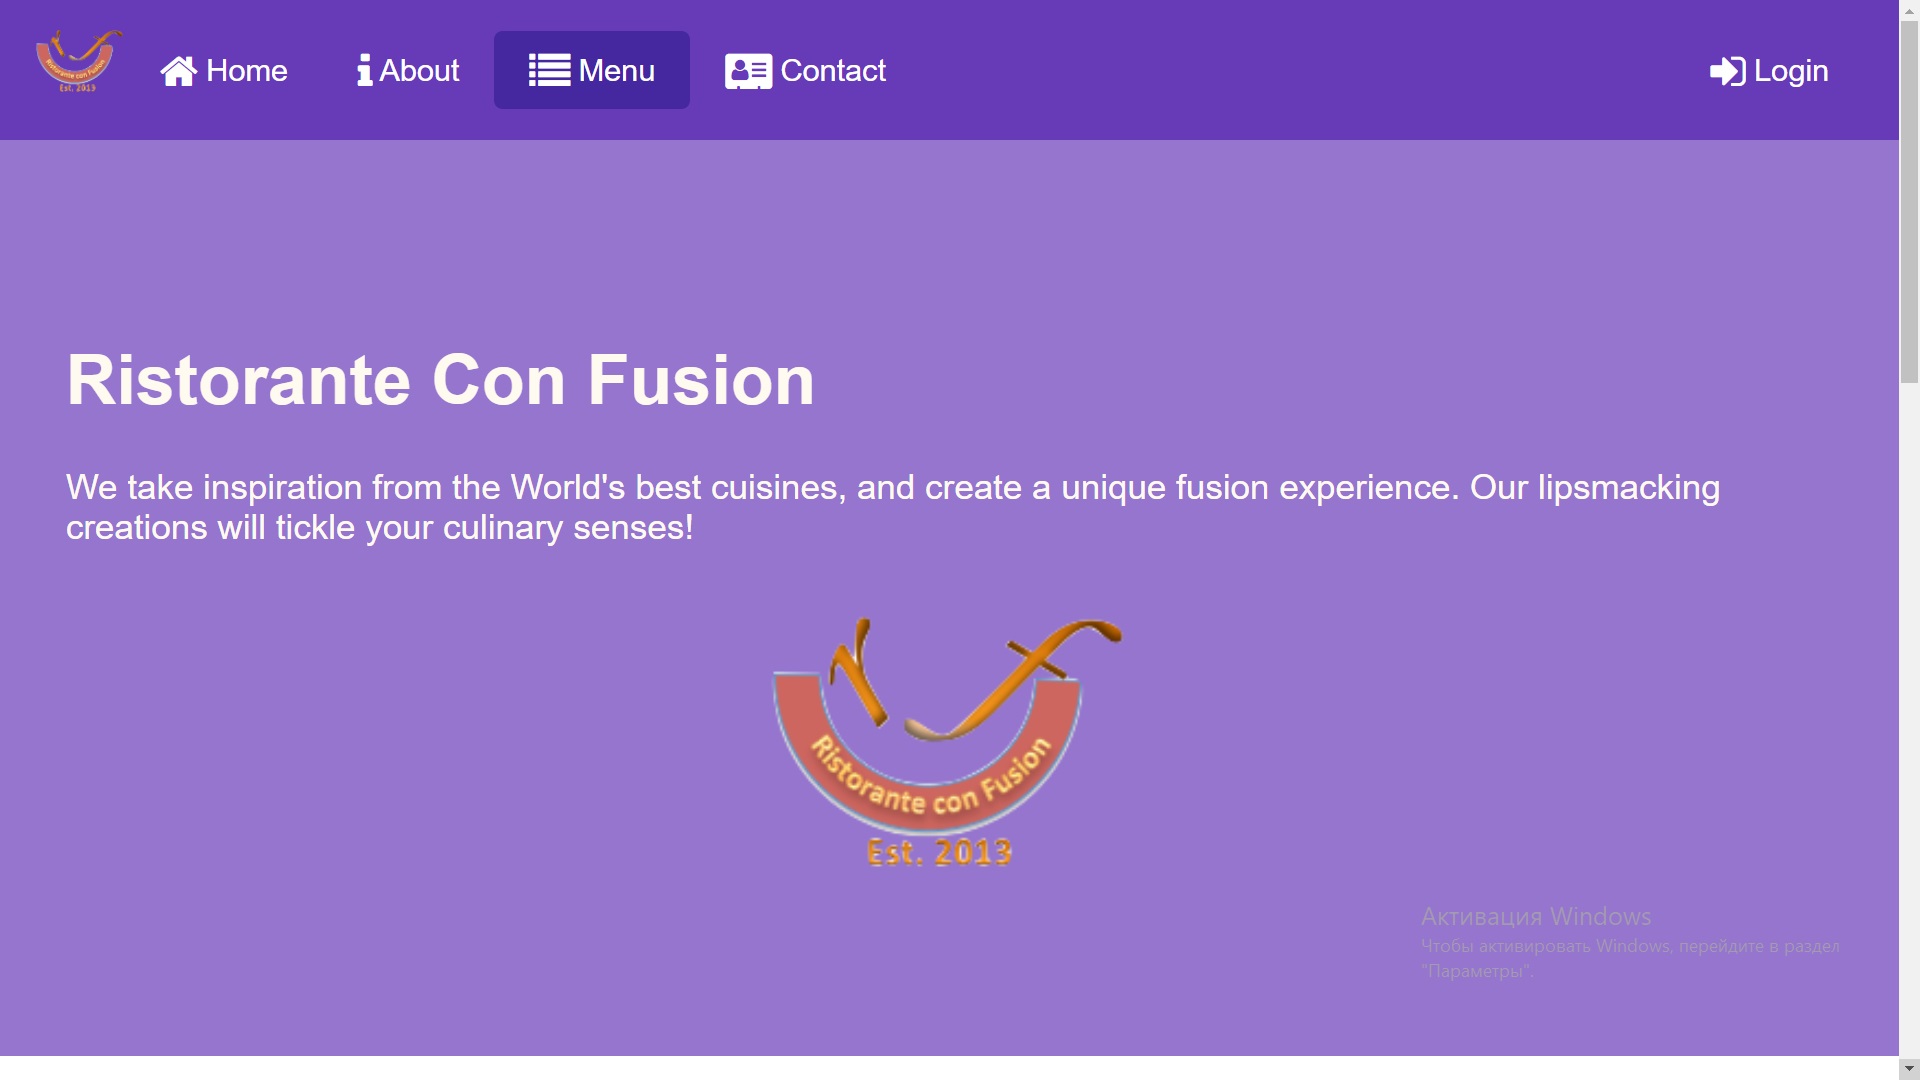 Ristorante con Fusion
Est. 2013
Home
About
Menu
Contact
Login
Ristorante Con Fusion
We take inspiration from the World's best cuisines, and create a unique fusion experience. Our lipsmacking
creations will tickle your culinary senses!
Ristorante con Fusion
Est. 2013
Активация Windows
Чтобы активировать Windows, перейдите в раздел
"Параметры".